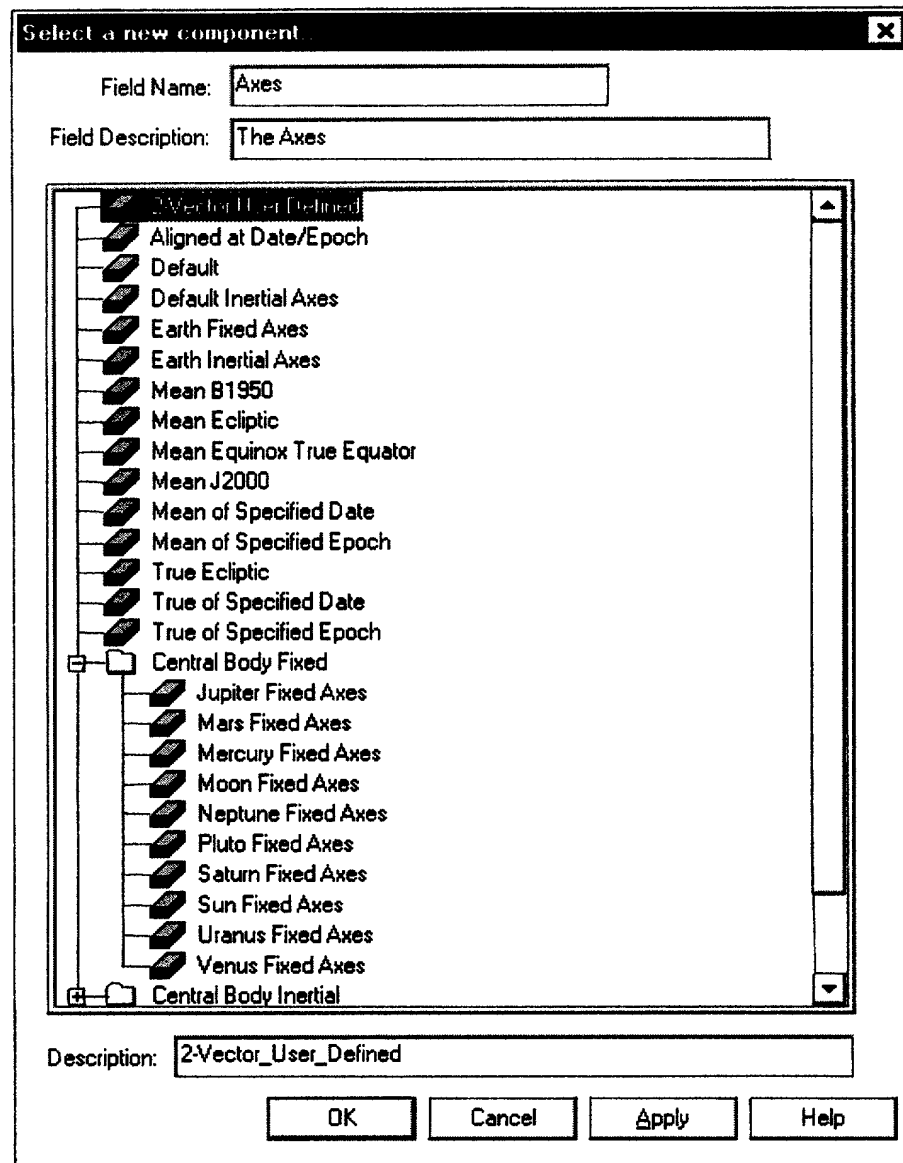 Select a new component..
Field Name: Axes
Field Description: The Axes
2-Vector User Defined
Aligned at Date/Epoch
Default
Default Inertial Axes
Earth Fixed Axes
Earth Inertial Axes
Mean B1950
Mean Ecliptic
Mean Equinox True Equator
Mean J2000
Mean of Specified Date
Mean of Specified Epoch
True Ecliptic
True of Specified Date
True of Specified Epoch
Central Body Fixed
Jupiter Fixed Axes
Mars Fixed Axes
Mercury Fixed Axes
Moon Fixed Axes
Neptune Fixed Axes
Pluto Fixed Axes
Saturn Fixed Axes
Sun Fixed Axes
Uranus Fixed Axes
Venus Fixed Axes
Central Body Inertial
Description: 2-Vector_User_Defined
OK Cancel Apply Help